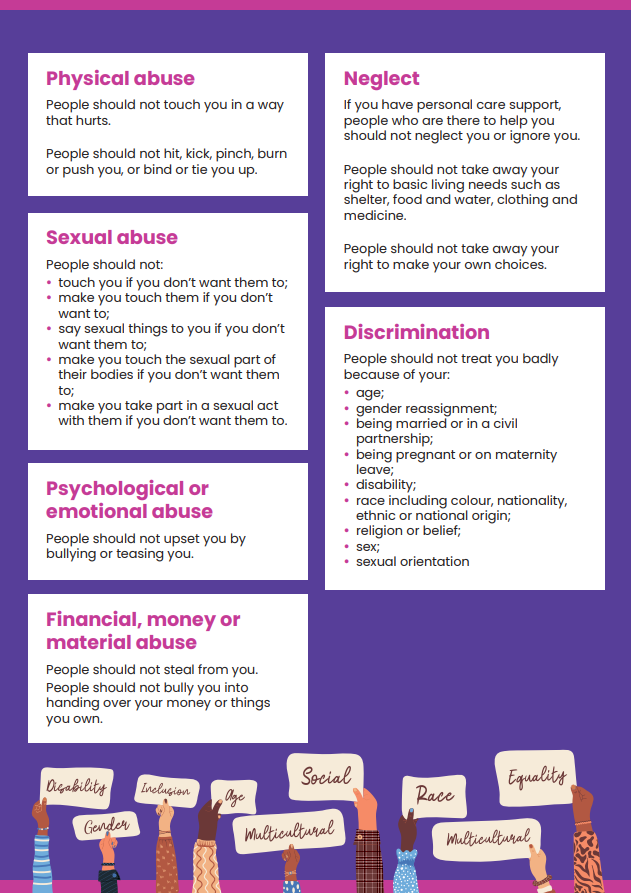 Physical abuse
People should not touch you in a way
that hurts.
People should not hit, kick, pinch, burn
or push you, or bind or tie you up.
Sexual abuse
People should not:
• touch you if you don’t want them to;
• make you touch them if you don’t
want to;
• say sexual things to you if you don’t
want them to;
• make you touch the sexual part of
their bodies if you don’t want them
to;
• make you take part in a sexual act
with them if you don’t want them to.
Psychological or
emotional abuse
People should not upset you by
bullying or teasing you.
Financial, money or
material abuse
People should not steal from you.
People should not bully you into
handing over your money or things
you own.
Neglect
If you have personal care support,
people who are there to help you
should not neglect you or ignore you.
People should not take away your
right to basic living needs such as
shelter, food and water, clothing and
medicine.
People should not take away your
right to make your own choices.
Discrimination
People should not treat you badly
because of your:
• age;
• gender reassignment;
• being married or in a civil
partnership;
• being pregnant or on maternity
leave;
• disability;
• race including colour, nationality,
ethnic or national origin;
• religion or belief;
• sex;
• sexual orientation
Disability
Gender
Inclusion
Age
Social
Multicultural
Race
Multicultural
Equality